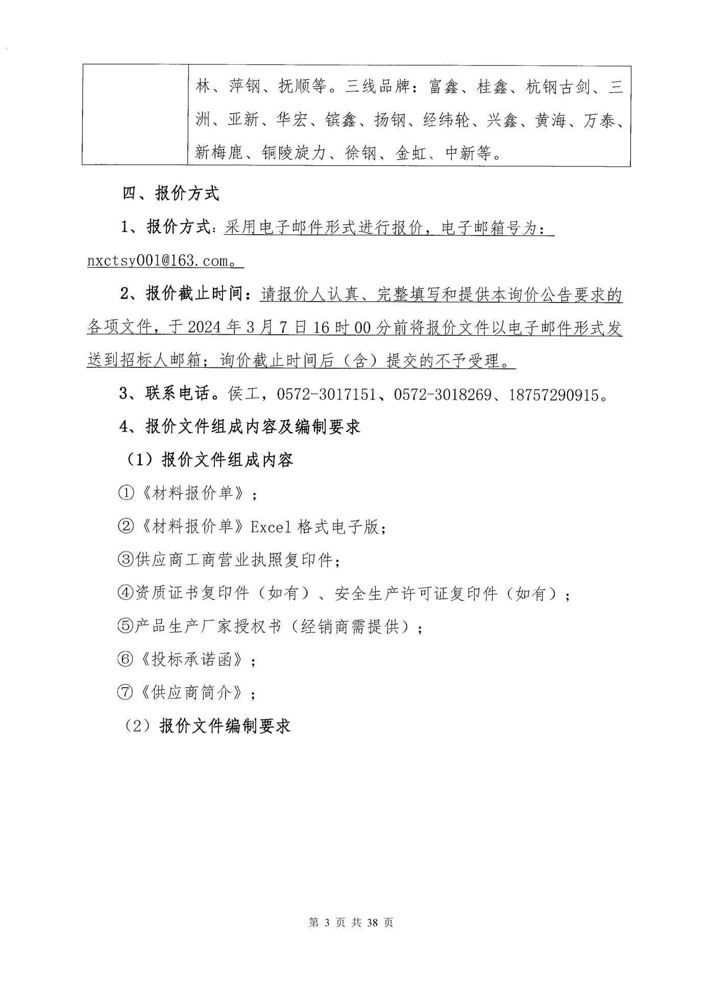 林、萍钢、抚顺等。三线品牌：富鑫、桂鑫、杭钢古剑、三
洲、亚新、华宏、镔鑫、扬钢、经纬轮、兴鑫、黄海、万泰、
新梅鹿、铜陵旋力、徐钢、金虹、中新等。
四、报价方式
1、报价方式：采用电子邮件形式进行报价，电子邮箱号为：
nxctsy001@163.com。
2、报价截止时间：请报价人认真、完整填写和提供本询价公告要求的
各项文件，于 2024 年 3 月 7 日 16 时 00 分前将报价文件以电子邮件形式发
送到招标人邮箱；询价截止时间后（含）提交的不予受理。
3、联系电话。侯工，0572-3017151、0572-3018269、18757290915。
4、报价文件组成内容及编制要求
（1）报价文件组成内容
①《材料报价单》；
②《材料报价单》Excel 格式电子版；
③供应商工商营业执照复印件；
④资质证书复印件（如有）、安全生产许可证复印件（如有）；
⑤产品生产厂家授权书（经销商需提供）；
⑥《投标承诺函》；
⑦《供应商简介》；
（2）报价文件编制要求
第 3 页 共 38 页